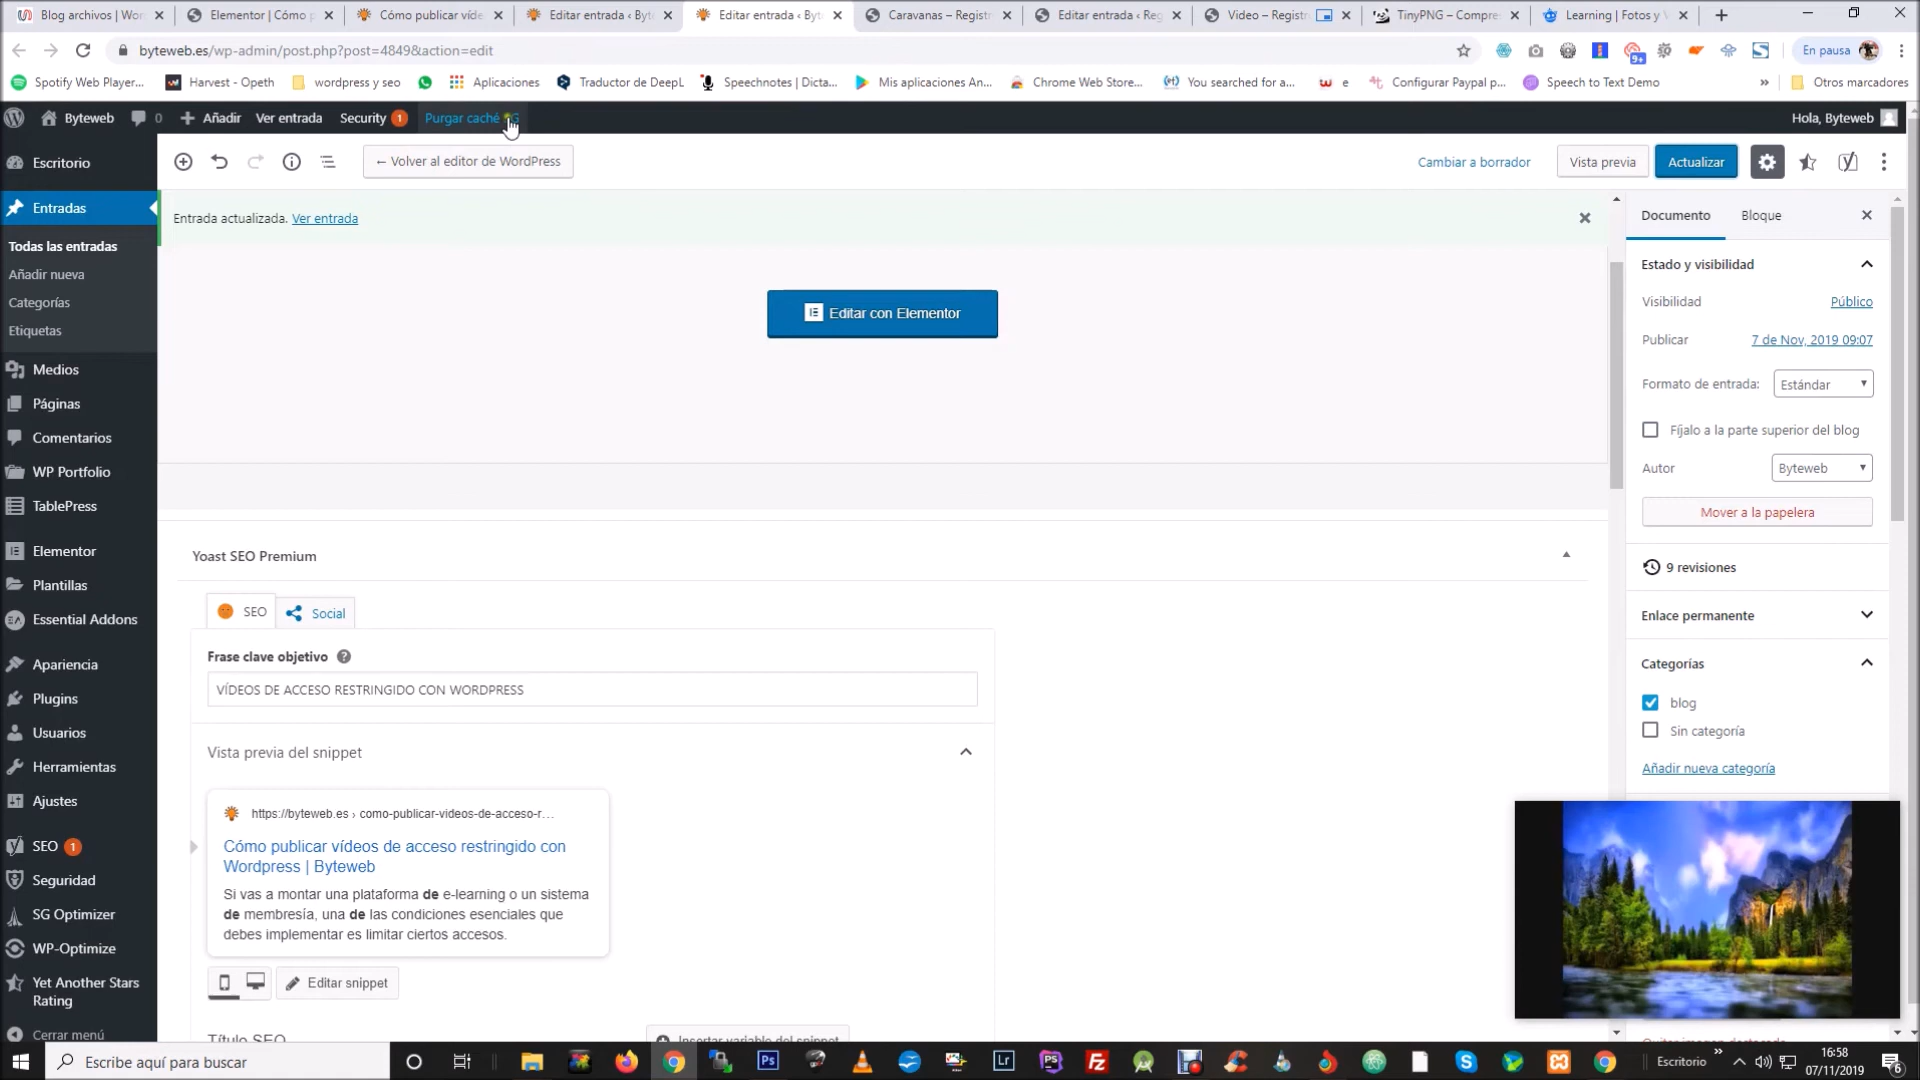 Blog archivos | Wor
Elementor | Cómo p
Cómo publicar víde
Editar entrada ‹ Byt
Editar entrada ‹ Byt
Caravanas – Registr
Editar entrada ‹ Reg
Video – Registr
TinyPNG – Compres
Learning | Fotos y V
byteweb.es/wp-admin/post.php?post=4849&action=edit
9+
En pausa
Spotify Web Player...
Harvest - Opeth
wordpress y seo
Aplicaciones
Traductor de DeepL
Speechnotes | Dicta...
Mis aplicaciones An...
Chrome Web Store...
You searched for a...
e
Configurar Paypal p...
Speech to Text Demo
»
Otros marcadores
Byteweb
0
Añadir
Ver entrada
Security 1
Purgar caché
Hola, Byteweb
Escritorio
← Volver al editor de WordPress
Cambiar a borrador
Vista previa
Actualizar
Entradas
Todas las entradas
Añadir nueva
Categorías
Etiquetas
Medios
Páginas
Comentarios
WP Portfolio
TablePress
Elementor
Plantillas
Essential Addons
Apariencia
Plugins
Usuarios
Herramientas
Ajustes
SEO 1
Seguridad
SG Optimizer
WP-Optimize
Yet Another Stars
Rating
Cerrar menú
Entrada actualizada. Ver entrada
Editar con Elementor
Yoast SEO Premium
SEO
Social
Frase clave objetivo
VÍDEOS DE ACCESO RESTRINGIDO CON WORDPRESS
Vista previa del snippet
https://byteweb.es › como-publicar-videos-de-acceso-r...
Cómo publicar vídeos de acceso restringido con
Wordpress | Byteweb
Si vas a montar una plataforma de e-learning o un sistema
de membresía, una de las condiciones esenciales que
debes implementar es limitar ciertos accesos.
Editar snippet
Título SEO
Insertar variable del snippet
Documento
Bloque
Estado y visibilidad
Visibilidad
Público
Publicar
7 de Nov, 2019 09:07
Formato de entrada:
Estándar
Fíjalo a la parte superior del blog
Autor
Byteweb
Mover a la papelera
9 revisiones
Enlace permanente
Categorías
blog
Sin categoría
Añadir nueva categoría
Escribe aquí para buscar
Ps
Lr
PS
Escritorio
»
16:58
07/11/2019
6